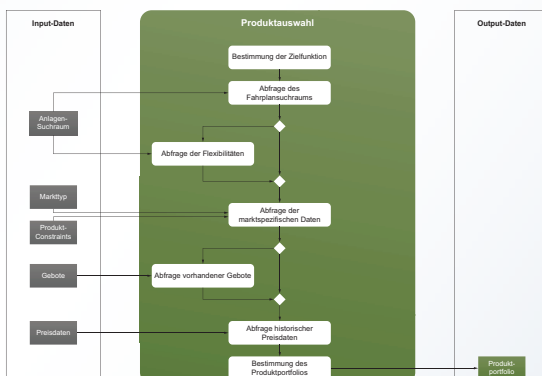 Input-Daten
Produktauswahl
Output-Daten
Bestimmung der Zielfunktion
Abfrage des
Fahrplansuchraums
Anlagen-
Suchraum
Abfrage der Flexibilitäten
Markttyp
Abfrage der
marktspezifischen Daten
Produkt-
Constraints
Gebote
Abfrage vorhandener Gebote
Preisdaten
Abfrage historischer
Preisdaten
Bestimmung des
Produktportfolios
Produkt-
portfolio